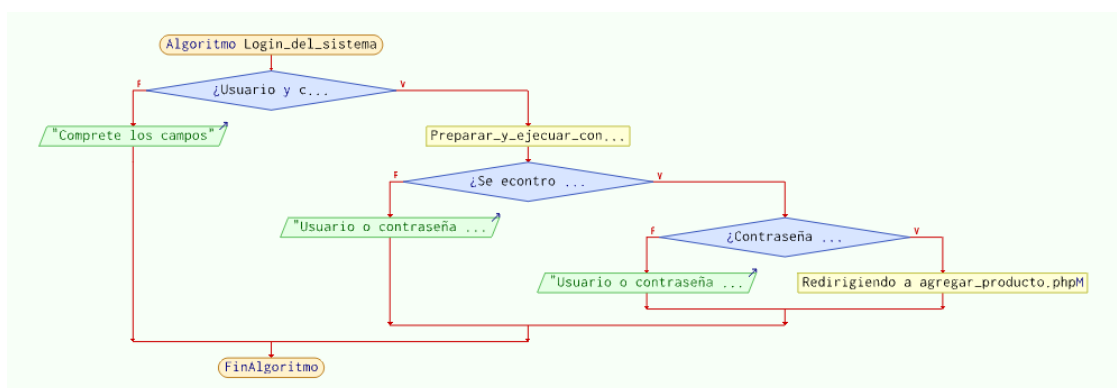 Algoritmo Login_del_sistema
F
¿Usuario y c...
V
"Comprete los campos"
Preparar_y_ejecuar_con...
F
¿Se econtro ...
V
"Usuario o contraseña ...
F
¿Contraseña ...
V
"Usuario o contraseña ...
Redirigiendo a agregar_producto.phpM
FinAlgoritmo